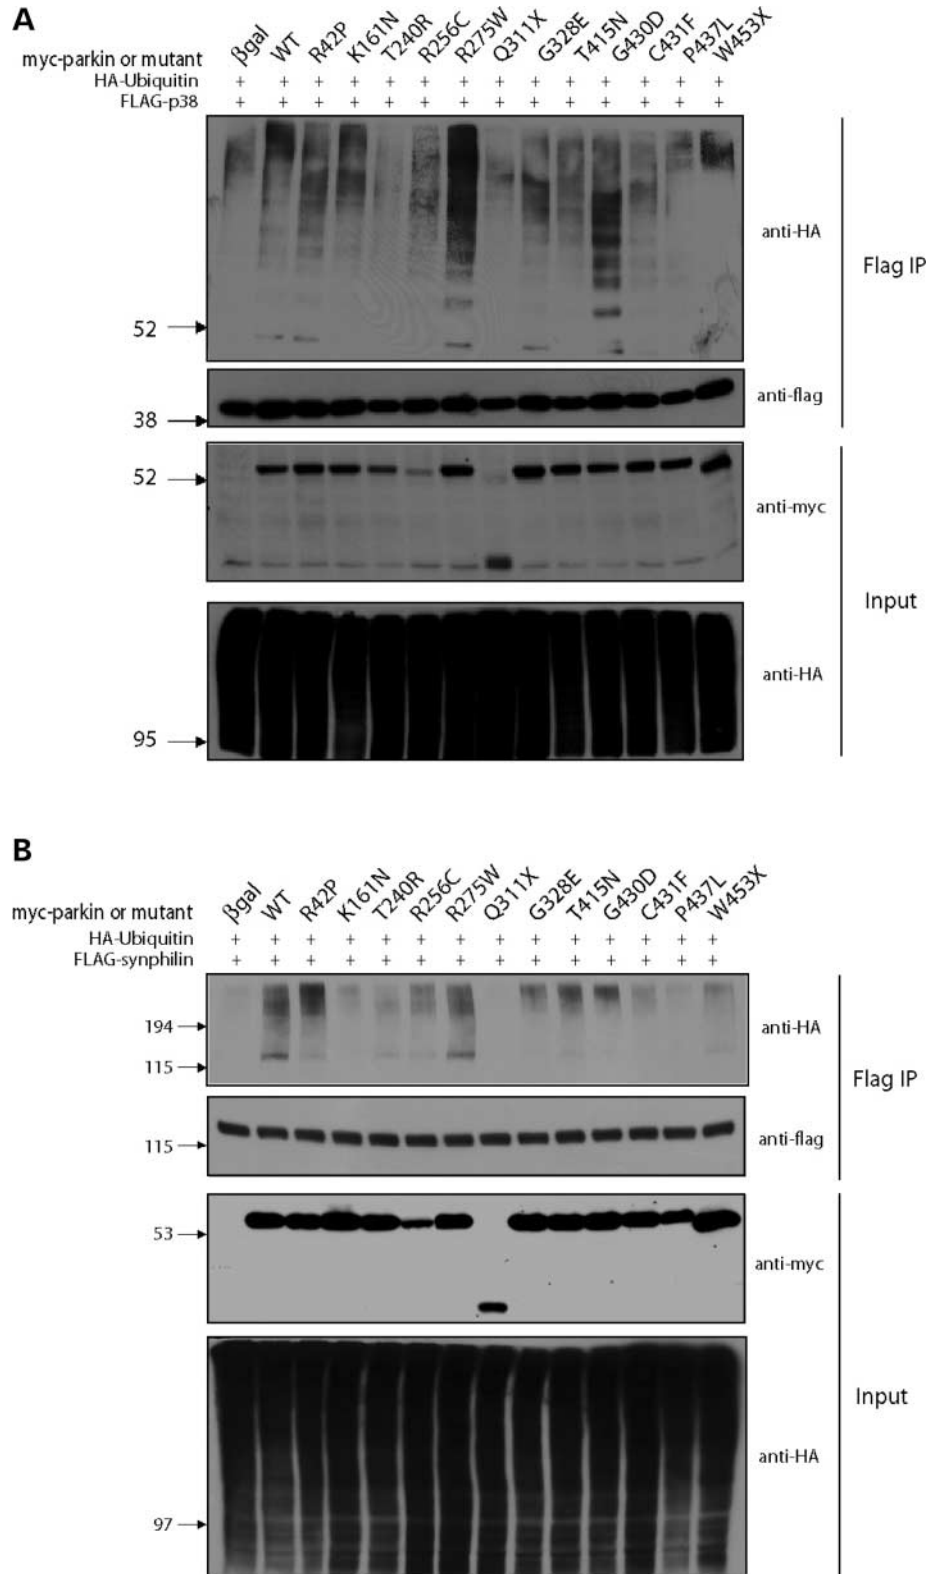 A
βgal WT R42P K161N T240R R256C R275W Q311X G328E T415N G430D C431F P437L W453X
myc-parkin or mutant
HA-Ubiquitin + + + + + + + + + + + + + +
FLAG-p38 + + + + + + + + + + + + + +
anti-HA
Flag IP
52
anti-flag
38
52
anti-myc
Input
anti-HA
95
B
βgal WT R42P K161N T240R R256C R275W Q311X G328E T415N G430D C431F P437L W453X
myc-parkin or mutant
HA-Ubiquitin + + + + + + + + + + + + + +
FLAG-synphilin + + + + + + + + + + + + + +
194
anti-HA
115
Flag IP
115
anti-flag
53
anti-myc
Input
anti-HA
97